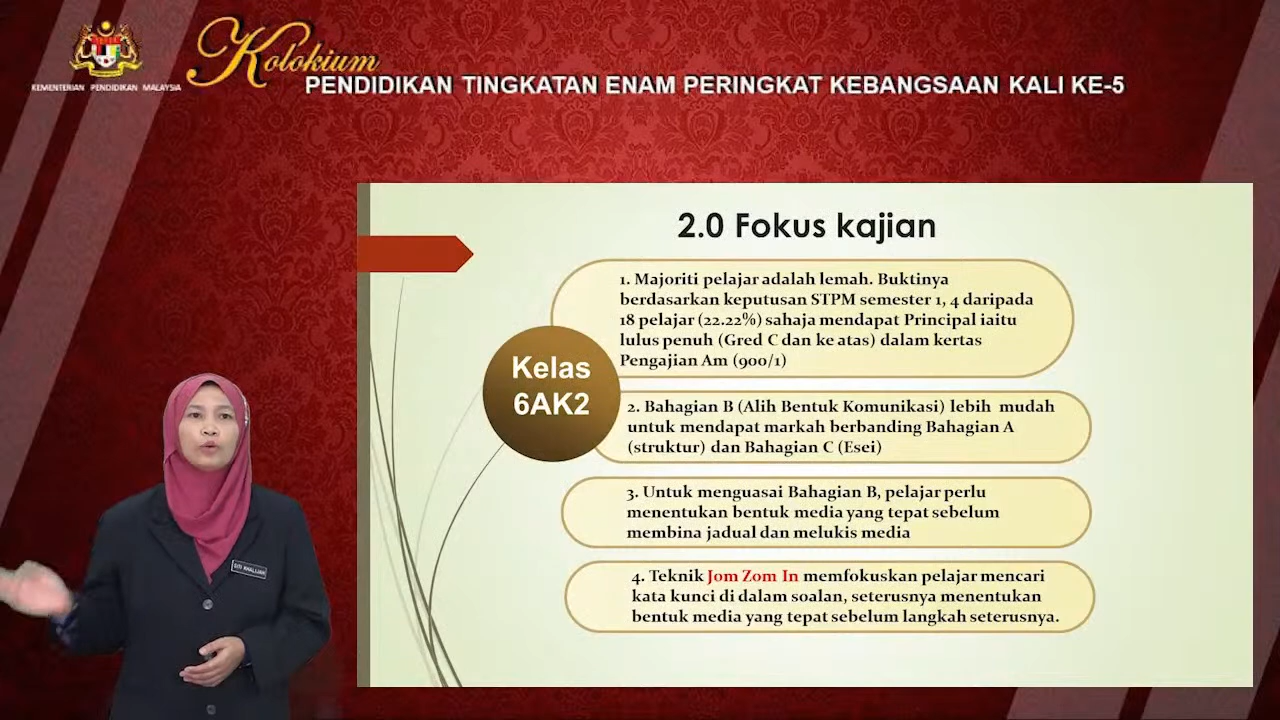 KEMENTERIAN PENDIDIKAN MALAYSIA
Kolokium
PENDIDIKAN TINGKATAN ENAM PERINGKAT KEBANGSAAN KALI KE-5
2.0 Fokus kajian
Kelas
6AK2
1. Majoriti pelajar adalah lemah. Buktinya
berdasarkan keputusan STPM semester 1, 4 daripada
18 pelajar (22.22%) sahaja mendapat Principal iaitu
lulus penuh (Gred C dan ke atas) dalam kertas
Pengajian Am (900/1)
2. Bahagian B (Alih Bentuk Komunikasi) lebih mudah
untuk mendapat markah berbanding Bahagian A
(struktur) dan Bahagian C (Esei)
3. Untuk menguasai Bahagian B, pelajar perlu
menentukan bentuk media yang tepat sebelum
membina jadual dan melukis media
4. Teknik Jom Zom In memfokuskan pelajar mencari
kata kunci di dalam soalan, seterusnya menentukan
bentuk media yang tepat sebelum langkah seterusnya.